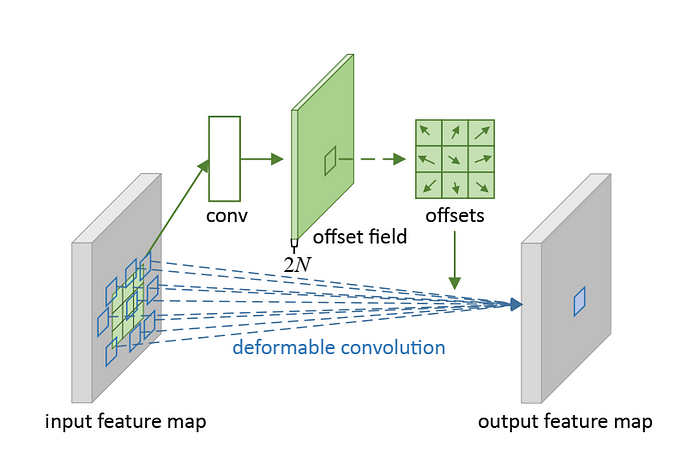 conv
offset field
2N
offsets
deformable convolution
input feature map
output feature map